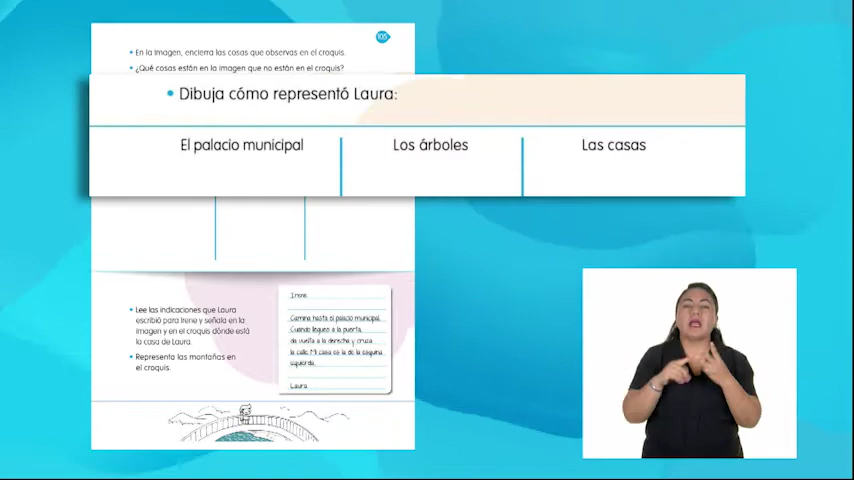 105
• En la imagen, encierra las cosas que observas en el croquis.
• ¿Qué cosas están en la imagen que no están en el croquis?
• Dibuja cómo representó Laura:
El palacio municipal
Los árboles
Las casas
• Lee las indicaciones que Laura
escribió para Irene y señala en la
imagen y en el croquis dónde está
la casa de Laura.
• Representa las montañas en
el croquis.
Irene
Camina hasta el palacio municipal.
Cuando llegues a la puerta,
da vuelta a la derecha y cruza
la calle. Mi casa es la de la esquina
izquierda.
Laura